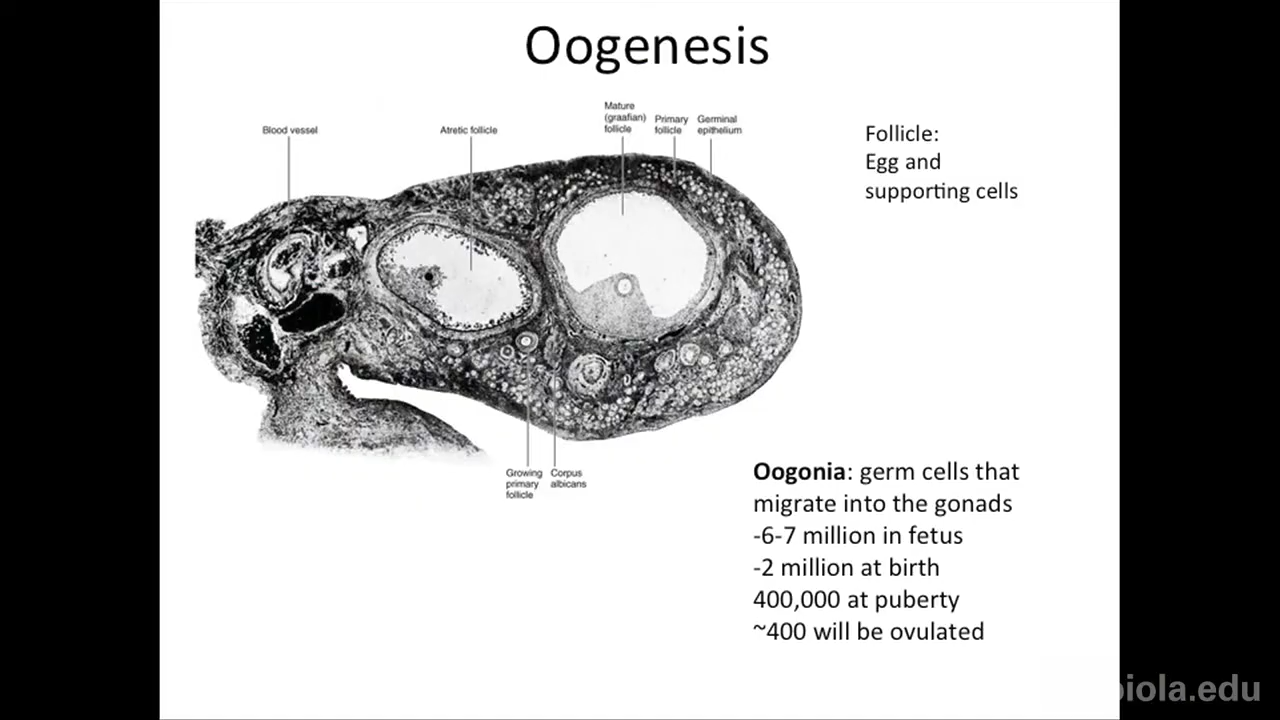 Oogenesis
Blood vessel
Atretic follicle
Mature
(graafian)
follicle
Primary
follicle
Germinal
epithelium
Follicle:
Egg and
supporting cells
Growing
primary
follicle
Corpus
albicans
Oogonia: germ cells that
migrate into the gonads
-6-7 million in fetus
-2 million at birth
400,000 at puberty
~400 will be ovulated
biola.edu